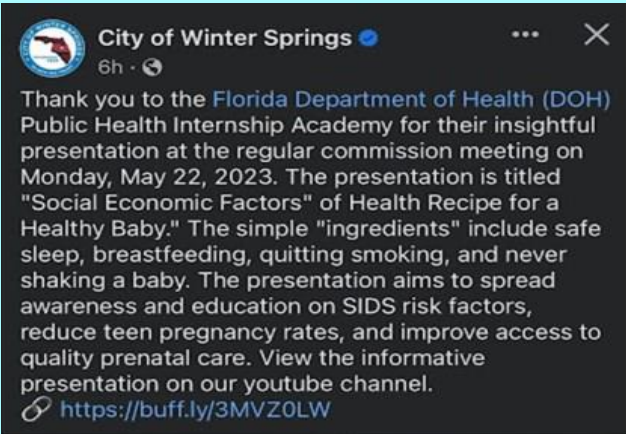 City of Winter Springs
6h ·
Thank you to the Florida Department of Health (DOH)
Public Health Internship Academy for their insightful
presentation at the regular commission meeting on
Monday, May 22, 2023. The presentation is titled
"Social Economic Factors" of Health Recipe for a
Healthy Baby." The simple "ingredients" include safe
sleep, breastfeeding, quitting smoking, and never
shaking a baby. The presentation aims to spread
awareness and education on SIDS risk factors,
reduce teen pregnancy rates, and improve access to
quality prenatal care. View the informative
presentation on our youtube channel.
https://buff.ly/3MVZ0LW